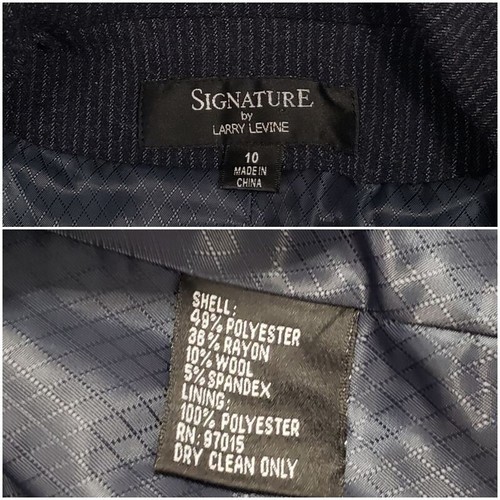 SIGNATURE
by
LARRY LEVINE
10
MADE IN
CHINA
SHELL:
49% POLYESTER
36% RAYON
10% WOOL
5% SPANDEX
LINING:
100% POLYESTER
RN: 97015
DRY CLEAN ONLY